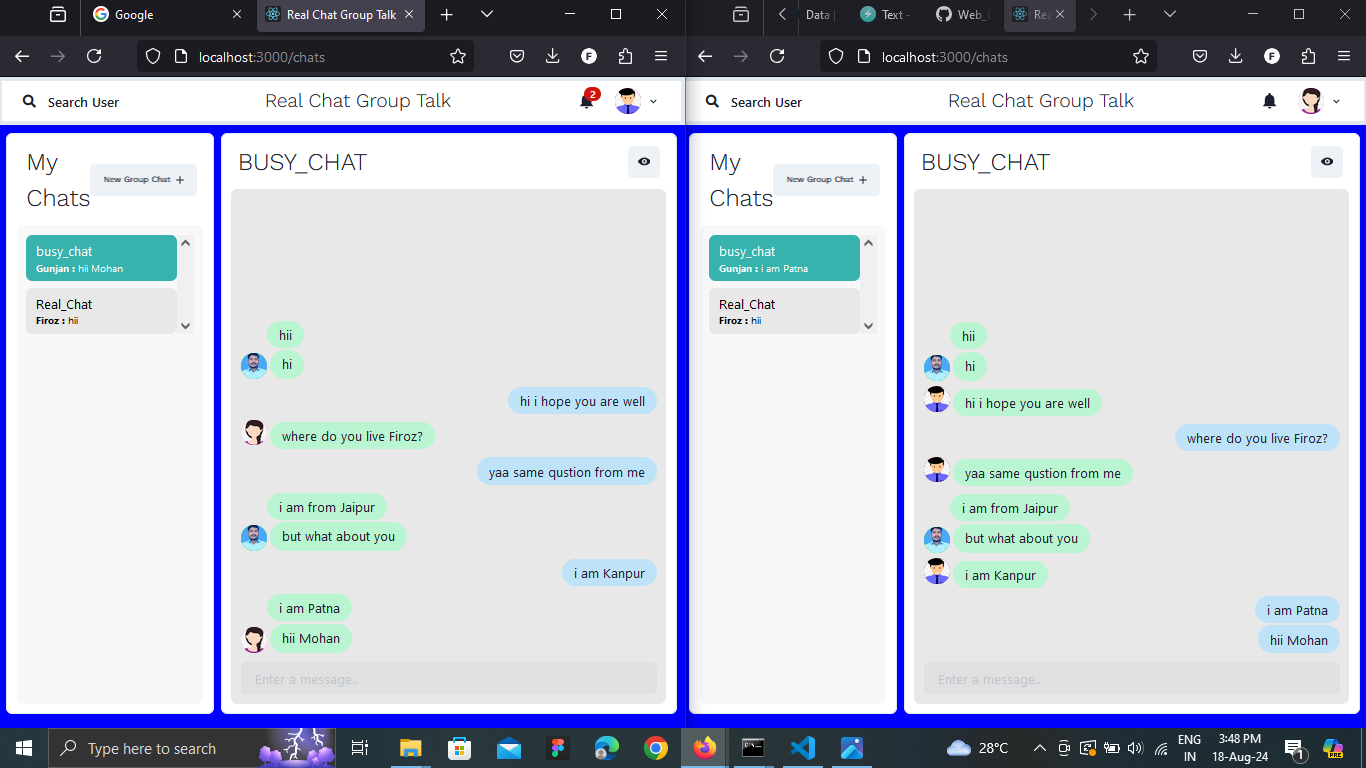 Google
Real Chat Group Talk
localhost:3000/chats
Search User
Real Chat Group Talk
2
My
Chats
New Group Chat +
busy_chat
Gunjan : hii Mohan
Real_Chat
Firoz : hii
BUSY_CHAT
hii
hi
hi i hope you are well
where do you live Firoz?
yaa same qustion from me
i am from Jaipur
but what about you
i am Kanpur
i am Patna
hii Mohan
Enter a message..
Data |
Text -
Web_
Rea
localhost:3000/chats
Search User
Real Chat Group Talk
My
Chats
New Group Chat +
busy_chat
Gunjan : i am Patna
Real_Chat
Firoz : hii
BUSY_CHAT
hii
hi
hi i hope you are well
where do you live Firoz?
yaa same qustion from me
i am from Jaipur
but what about you
i am Kanpur
i am Patna
hii Mohan
Enter a message..
Type here to search
28°C
ENG
IN
3:48 PM
18-Aug-24
1
PRE